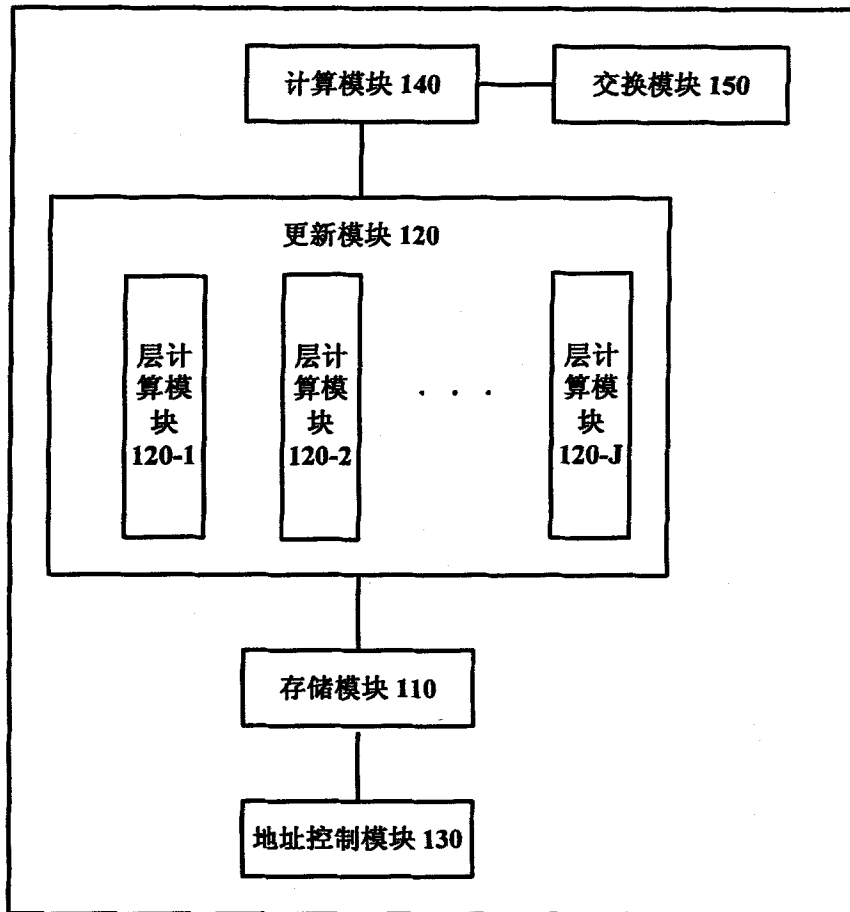 计算模块 140
交换模块 150
更新模块 120
层计
算模
块
120-1
层计
算模
块
120-2
. . .
层计
算模
块
120-J
存储模块 110
地址控制模块 130